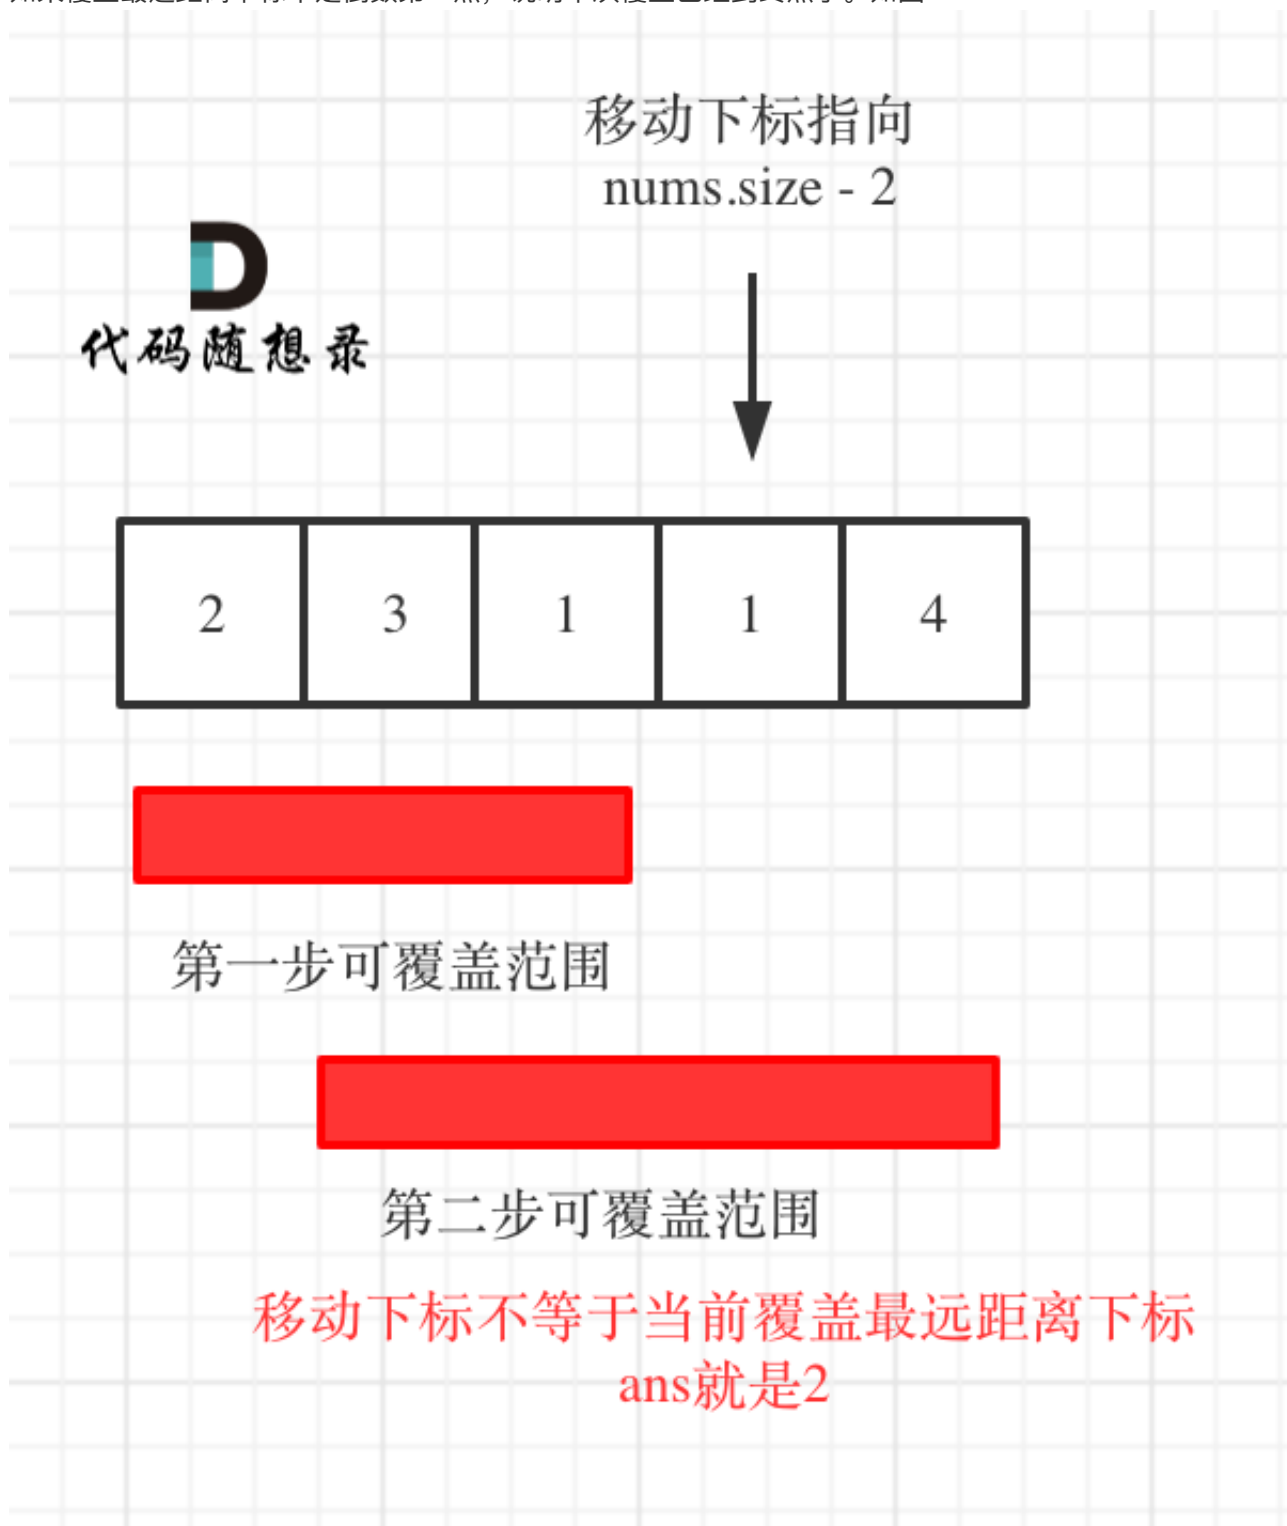 移动下标指向
nums.size - 2
代码随想录
2 3 1 1 4
第一步可覆盖范围
第二步可覆盖范围
移动下标不等于当前覆盖最远距离下标
ans就是2